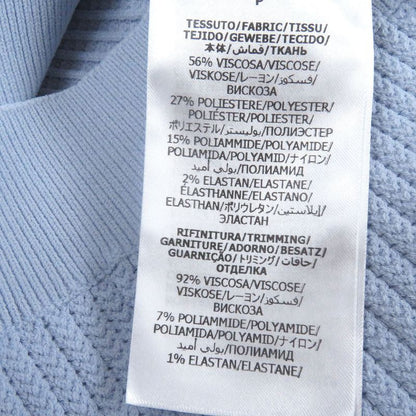 P
TESSUTO/FABRIC/TISSU/
TEJIDO/GEWEBE/TECIDO/
本体/قماش/ТКАНЬ
56% VISCOSA/VISCOSE/
VISKOSE/レーヨン/فسكوز/
ВИСКОЗА
27% POLIESTERE/POLYESTER/
POLIÉSTER/POLIESTER/
ポリエステル/بوليستر/ПОЛИЭСТЕР
15% POLIAMMIDE/POLYAMIDE/
POLIAMIDA/POLYAMID/ナイロン/
بولي أميد/ПОЛИАМИД
2% ELASTAN/ELASTANE/
ÉLASTHANNE/ELASTANO/
ELASTHAN/ポリウレタン/إيلاستين/
ЭЛАСТАН
RIFINITURA/TRIMMING/
GARNITURE/ADORNO/BESATZ/
GUARNIÇÃO/トリミング/حافات/
ОТДЕЛКА
92% VISCOSA/VISCOSE/
VISKOSE/レーヨン/فسكوز/
ВИСКОЗА
7% POLIAMMIDE/POLYAMIDE/
POLIAMIDA/POLYAMID/ナイロン/
بولي أميد/ПОЛИАМИД
1% ELASTAN/ELASTANE/